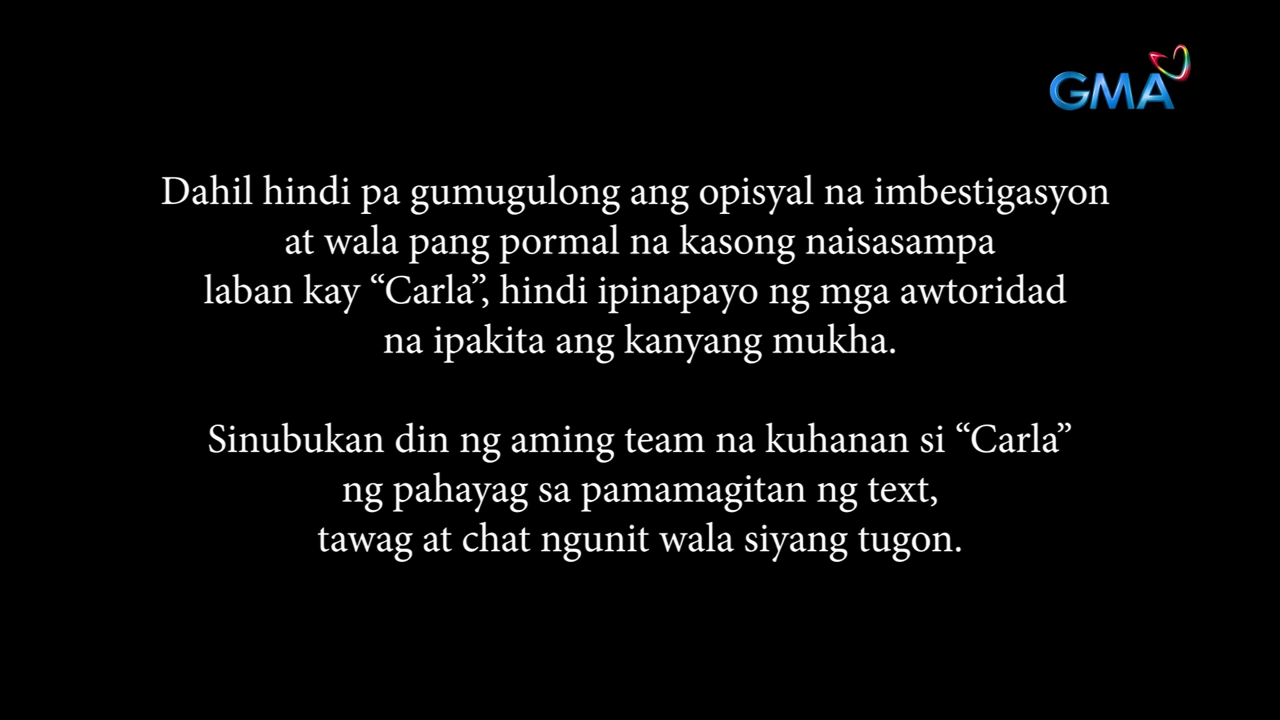 GMA
Dahil hindi pa gumugulong ang opisyal na imbestigasyon
at wala pang pormal na kasong naisasampa
laban kay “Carla”, hindi ipinapayo ng mga awtoridad
na ipakita ang kanyang mukha.
Sinubukan din ng aming team na kuhanan si “Carla”
ng pahayag sa pamamagitan ng text,
tawag at chat ngunit wala siyang tugon.